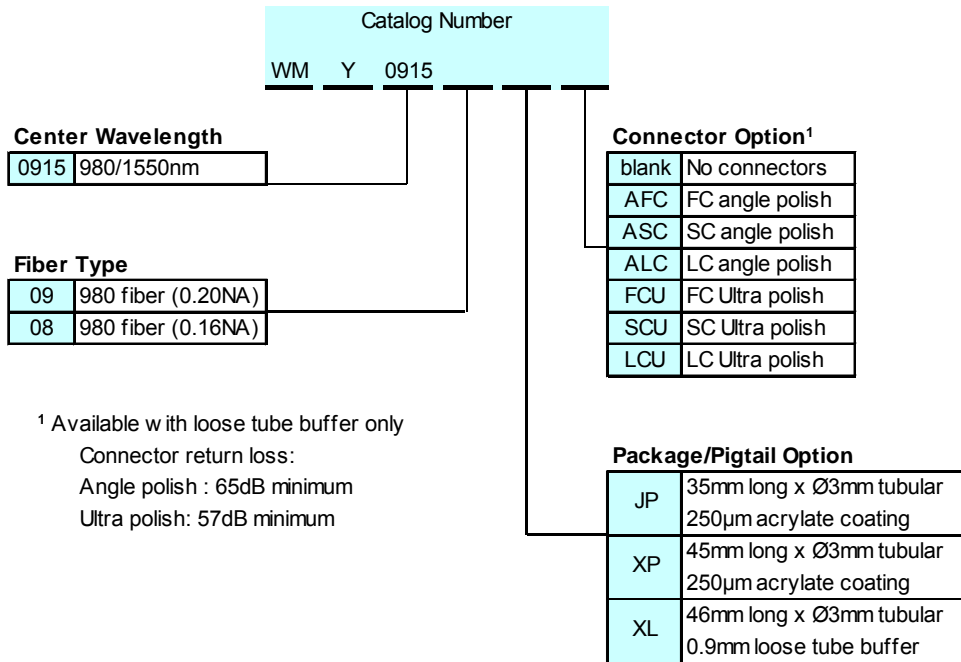 Catalog Number
WM Y 0915
Center Wavelength
0915 980/1550nm
Fiber Type
09 980 fiber (0.20NA)
08 980 fiber (0.16NA)
¹ Available with loose tube buffer only
Connector return loss:
Angle polish : 65dB minimum
Ultra polish: 57dB minimum
Connector Option¹
blank No connectors
AFC FC angle polish
ASC SC angle polish
ALC LC angle polish
FCU FC Ultra polish
SCU SC Ultra polish
LCU LC Ultra polish
Package/Pigtail Option
JP 35mm long x Ø3mm tubular
250µm acrylate coating
XP 45mm long x Ø3mm tubular
250µm acrylate coating
XL 46mm long x Ø3mm tubular
0.9mm loose tube buffer